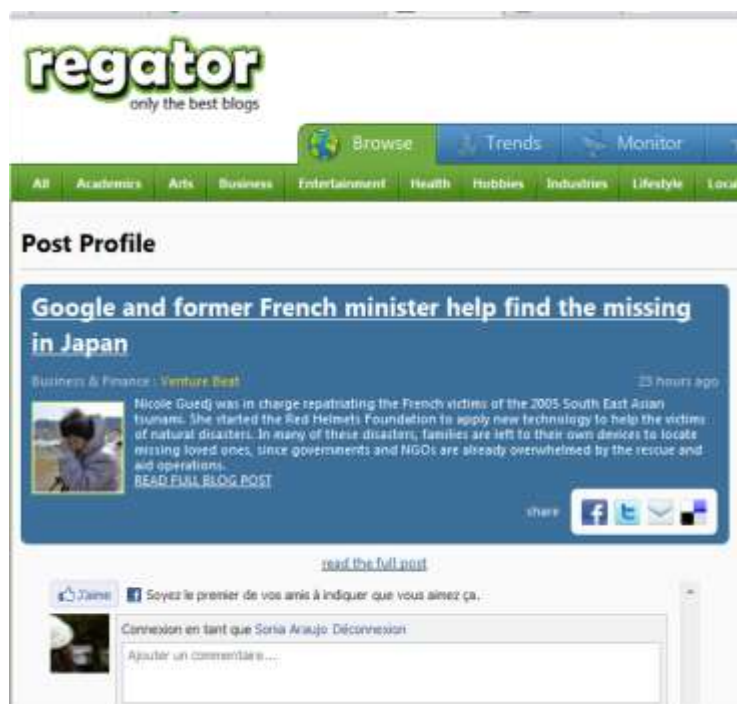 regator
only the best blogs
Browse Trends Monitor
All Academics Arts Business Entertainment Health Hobbies Industries Lifestyle Loca
Post Profile
Google and former French minister help find the missing
in Japan
Business & Finance : Venture Beat 23 hours ago
Nicole Guedj was in charge repatriating the French victims of the 2005 South East Asian
tsunami. She started the Red Helmets Foundation to apply new technology to help the victims
of natural disasters. In many of these disasters, families are left to their own devices to locate
missing loved ones, since governments and NGOs are already overwhelmed by the rescue and
aid operations.
READ FULL BLOG POST
share
read the full post
J'aime Soyez le premier de vos amis à indiquer que vous aimez ça.
Connexion en tant que Sonia Araujo Déconnexion
Ajouter un commentaire...